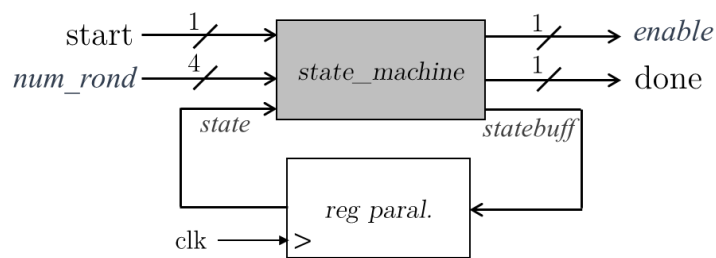 start
1
num_rond
4
state_machine
1
enable
1
done
state
statebuff
reg paral.
clk
>